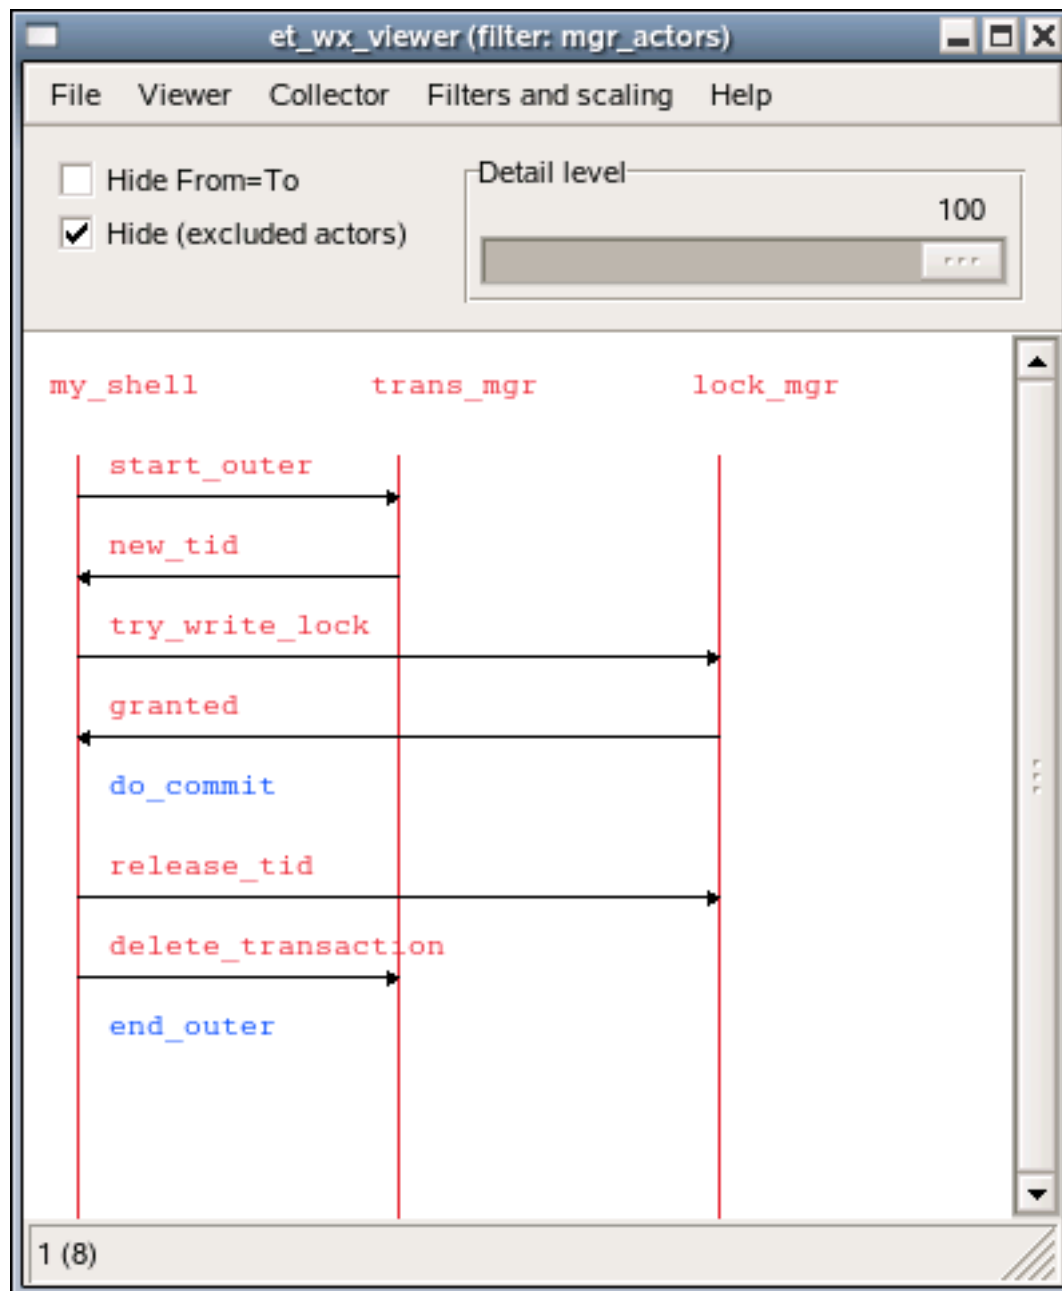 et_wx_viewer (filter: mgr_actors)
File Viewer Collector Filters and scaling Help
Hide From=To
Hide (excluded actors)
Detail level
100
my_shell trans_mgr lock_mgr
start_outer
new_tid
try_write_lock
granted
do_commit
release_tid
delete_transaction
end_outer
1 (8)